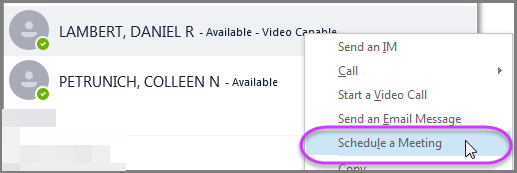 LAMBERT, DANIEL R - Available - Video Capable
PETRUNICH, COLLEEN N - Available
Send an IM
Call
Start a Video Call
Send an Email Message
Schedule a Meeting
Copy